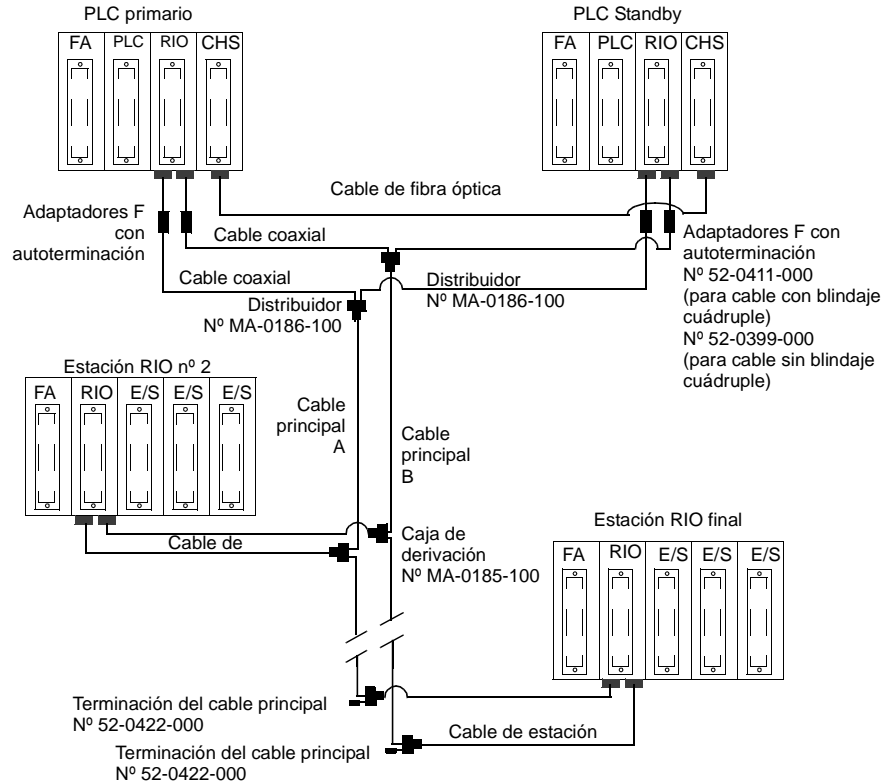 PLC primario
PLC Standby
FA PLC RIO CHS
FA PLC RIO CHS
Cable de fibra óptica
Adaptadores F
con
autoterminación
Cable coaxial
Cable coaxial
Adaptadores F con
autoterminación
Nº 52-0411-000
(para cable con blindaje
cuádruple)
Nº 52-0399-000
(para cable sin blindaje
cuádruple)
Distribuidor
Nº MA-0186-100
Distribuidor
Nº MA-0186-100
Estación RIO nº 2
FA RIO E/S E/S E/S
Cable
principal
A
Cable
principal
B
Cable de
Caja de
derivación
Nº MA-0185-100
Estación RIO final
FA RIO E/S E/S E/S
Terminación del cable principal
Nº 52-0422-000
Cable de estación
Terminación del cable principal
Nº 52-0422-000